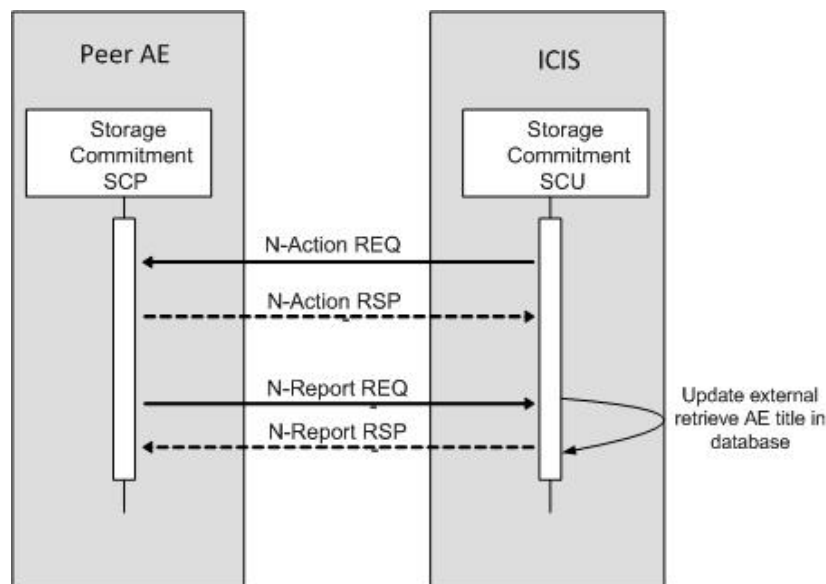 Peer AE
ICIS
Storage
Commitment
SCP
Storage
Commitment
SCU
N-Action REQ
N-Action RSP
N-Report REQ
N-Report RSP
Update external
retrieve AE title in
database